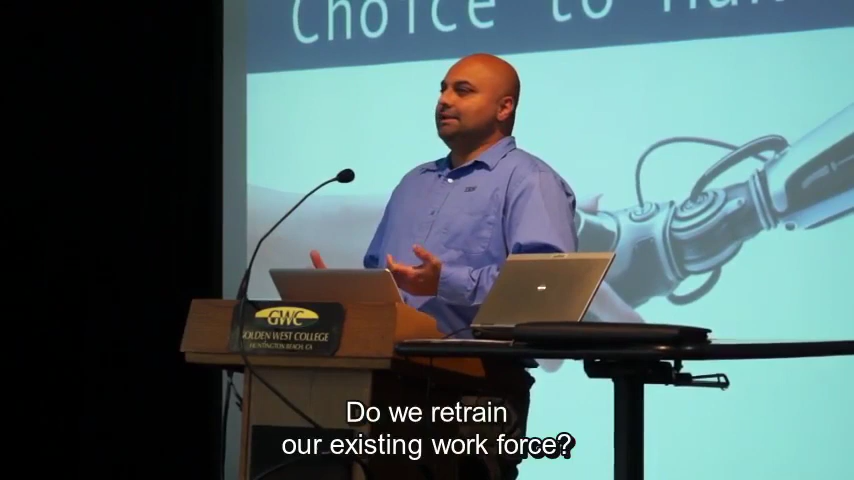 Choice to
GWC
GOLDEN WEST COLLEGE
HUNTINGTON BEACH, CA
Do we retrain
our existing work force?